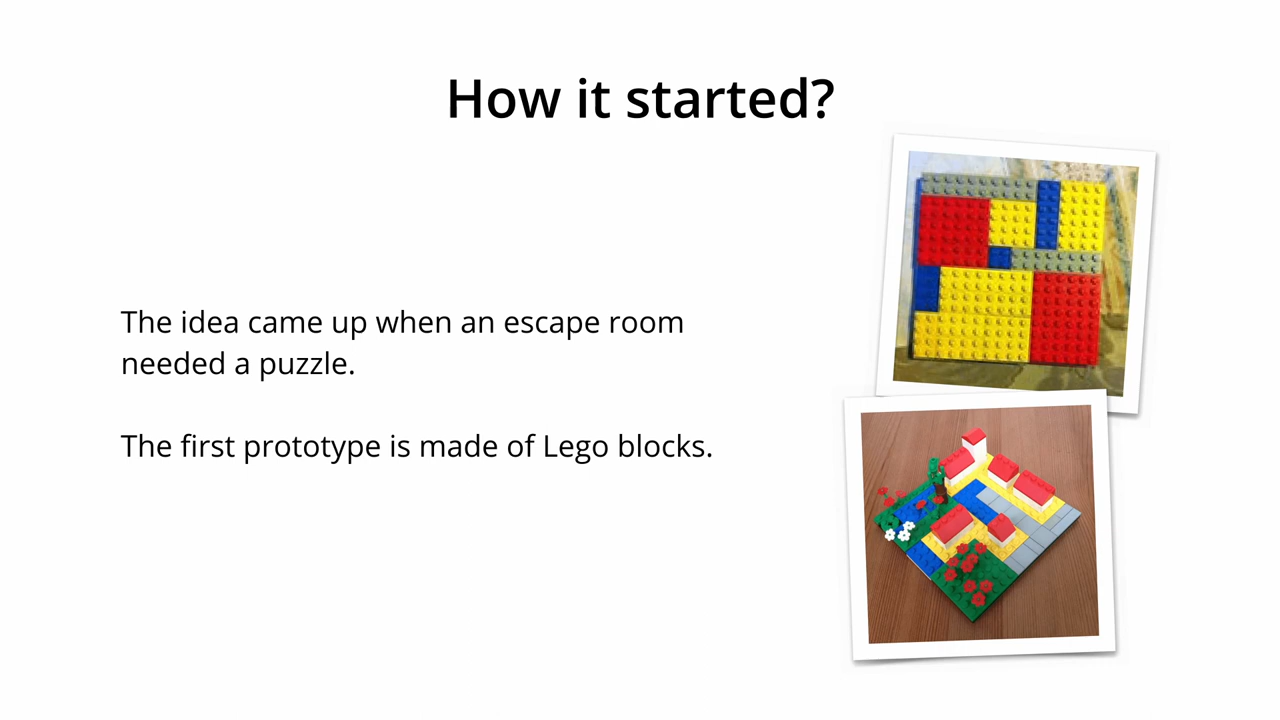 How it started?
The idea came up when an escape room
needed a puzzle.
The first prototype is made of Lego blocks.